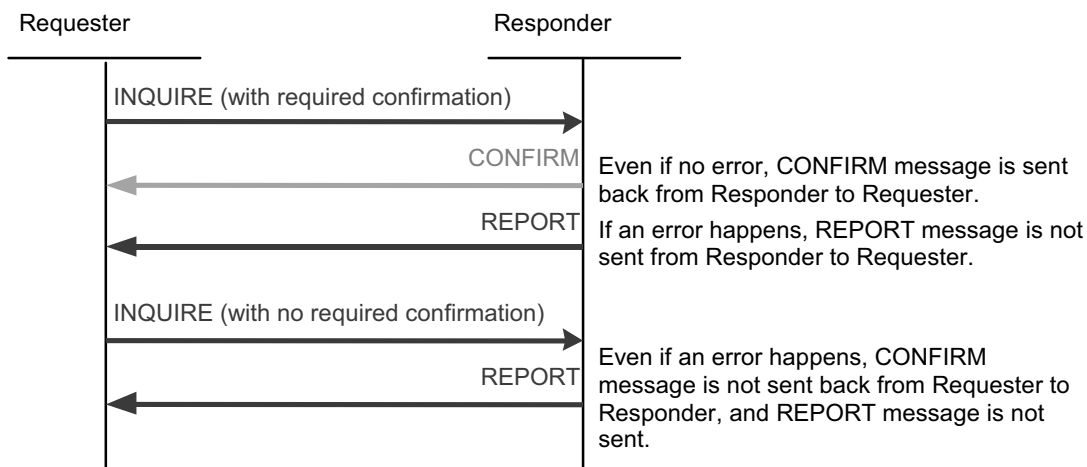 Requester
Responder
INQUIRE (with required confirmation)
CONFIRM
Even if no error, CONFIRM message is sent
back from Responder to Requester.
REPORT
If an error happens, REPORT message is not
sent from Responder to Requester.
INQUIRE (with no required confirmation)
REPORT
Even if an error happens, CONFIRM
message is not sent back from Requester to
Responder, and REPORT message is not
sent.